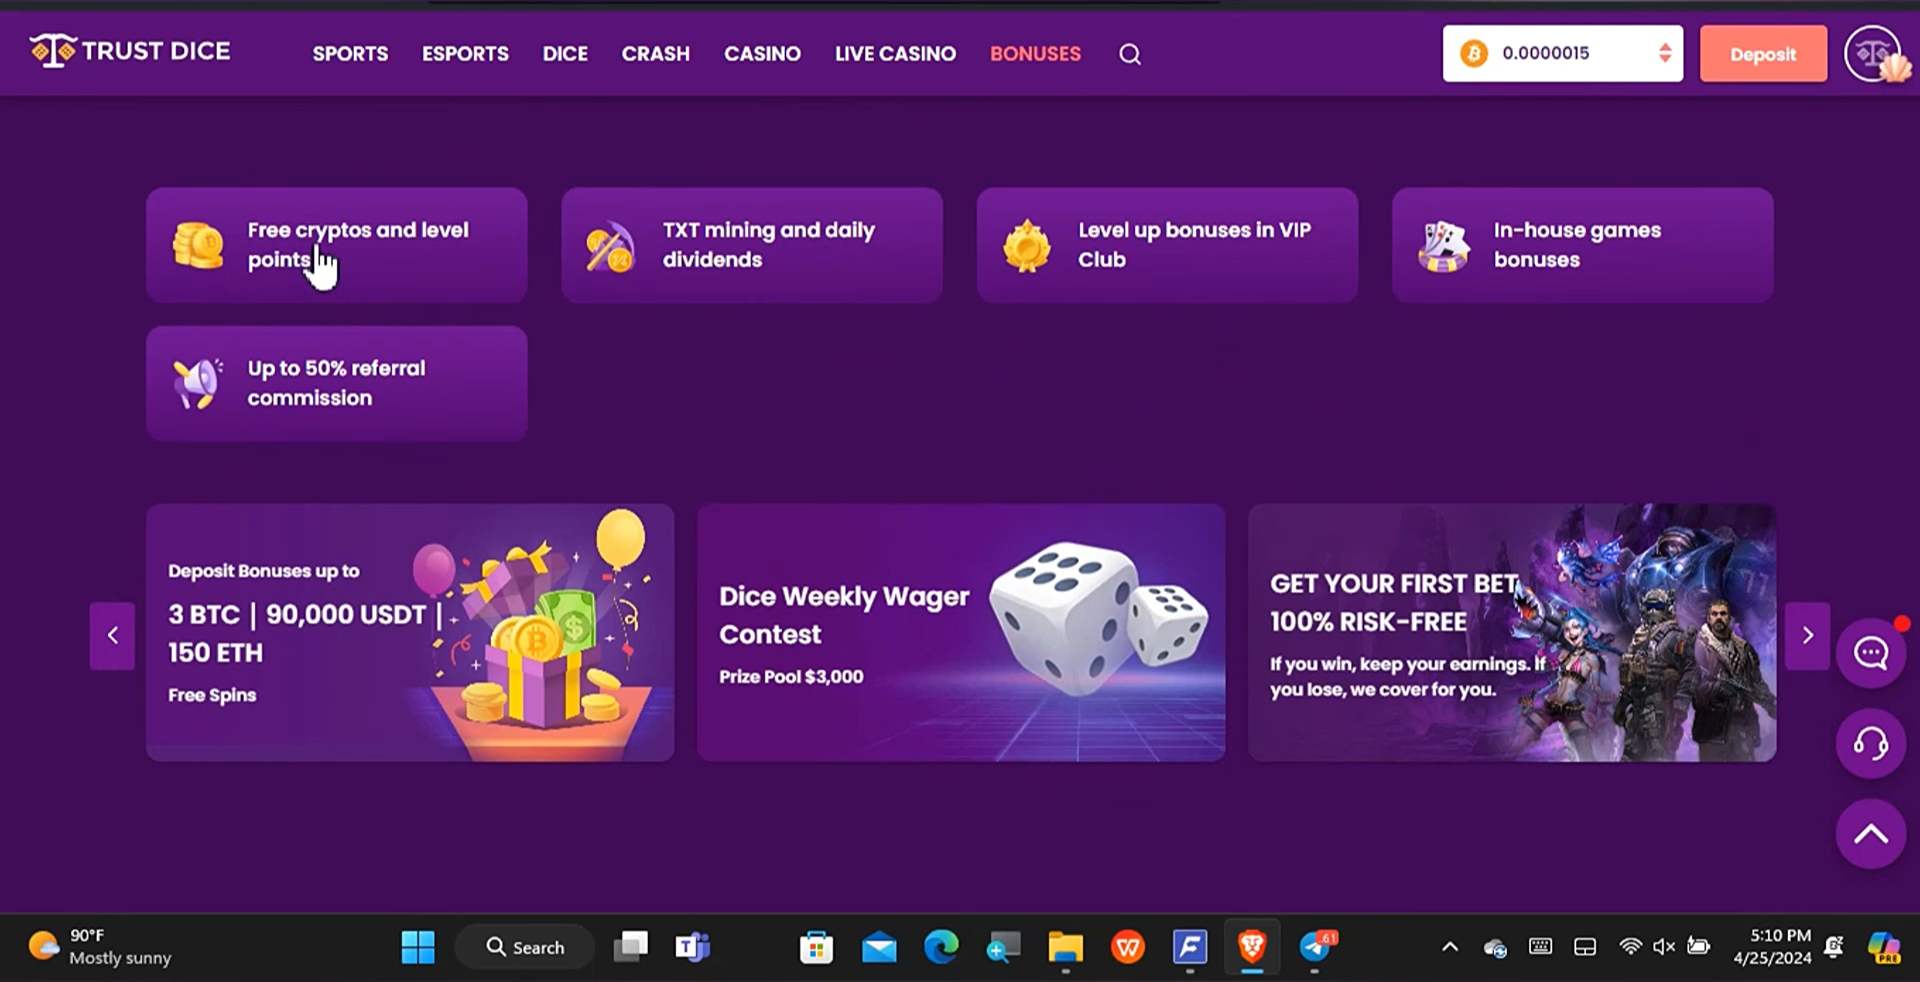 TRUST DICE
SPORTS
ESPORTS
DICE
CRASH
CASINO
LIVE CASINO
BONUSES
0.0000015
Deposit
Free cryptos and level
points
TXT mining and daily
dividends
Level up bonuses in VIP
Club
In-house games
bonuses
Up to 50% referral
commission
Deposit Bonuses up to
3 BTC | 90,000 USDT |
150 ETH
Free Spins
Dice Weekly Wager
Contest
Prize Pool $3,000
GET YOUR FIRST BET
100% RISK-FREE
If you win, keep your earnings. If
you lose, we cover for you.
90°F
Mostly sunny
Search
61
5:10 PM
4/25/2024
PRE